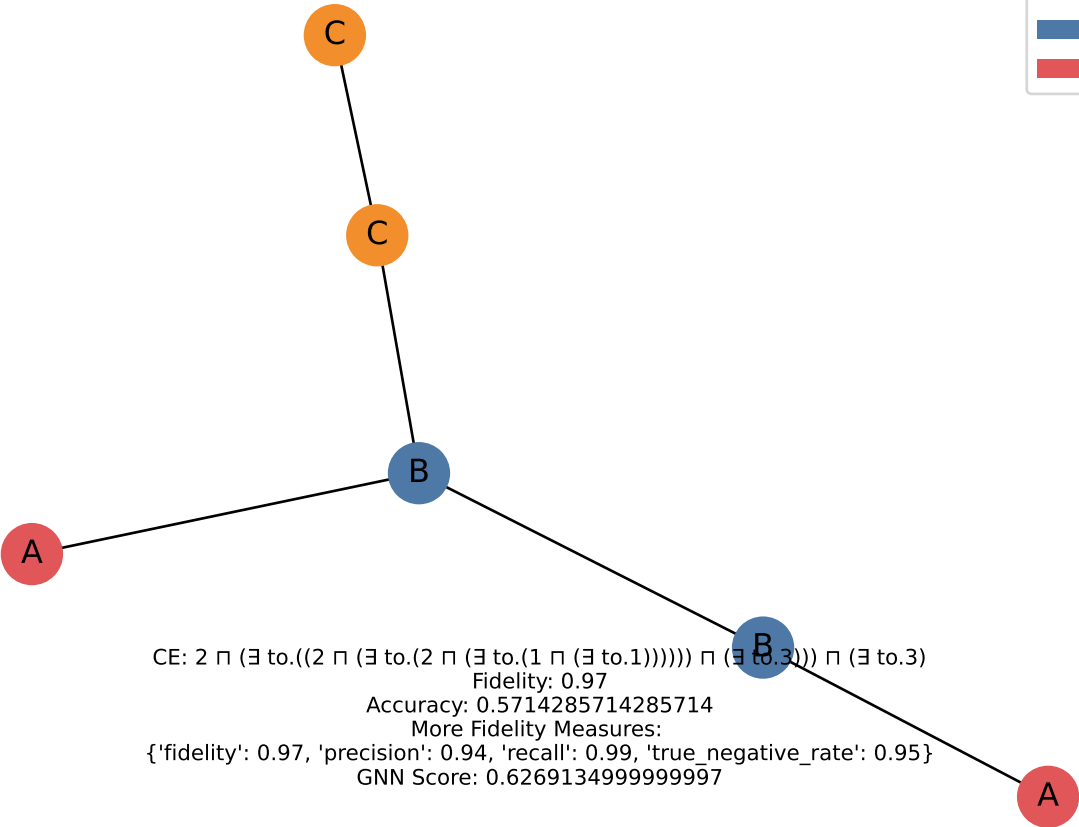 C
C
B
A
B
CE: 2 ⊓ (∃ to.((2 ⊓ (∃ to.(2 ⊓ (∃ to.(1 ⊓ (∃ to.1)))))) ⊓ (∃ to.3))) ⊓ (∃ to.3)
Fidelity: 0.97
Accuracy: 0.5714285714285714
More Fidelity Measures:
{'fidelity': 0.97, 'precision': 0.94, 'recall': 0.99, 'true_negative_rate': 0.95}
GNN Score: 0.6269134999999997
A